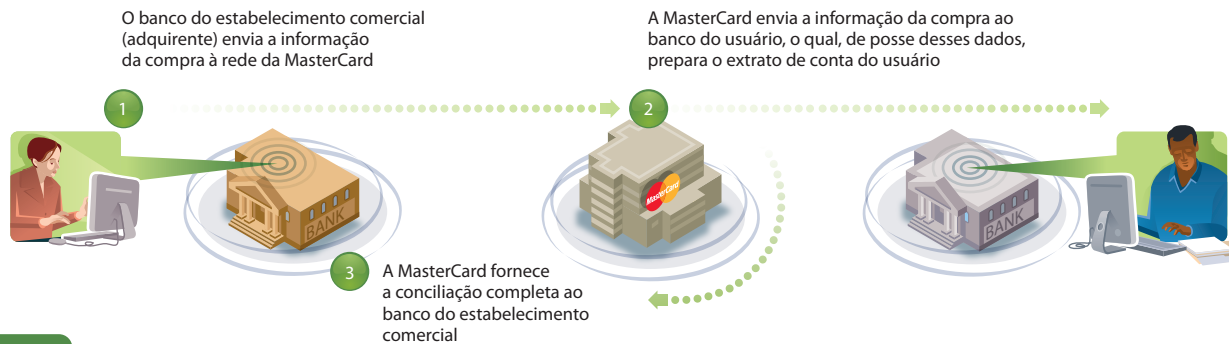 O banco do estabelecimento comercial
(adquirente) envia a informação
da compra à rede da MasterCard
A MasterCard envia a informação da compra ao
banco do usuário, o qual, de posse desses dados,
prepara o extrato de conta do usuário
1
2
BANK
MasterCard
BANK
3
A MasterCard fornece
a conciliação completa ao
banco do estabelecimento
comercial